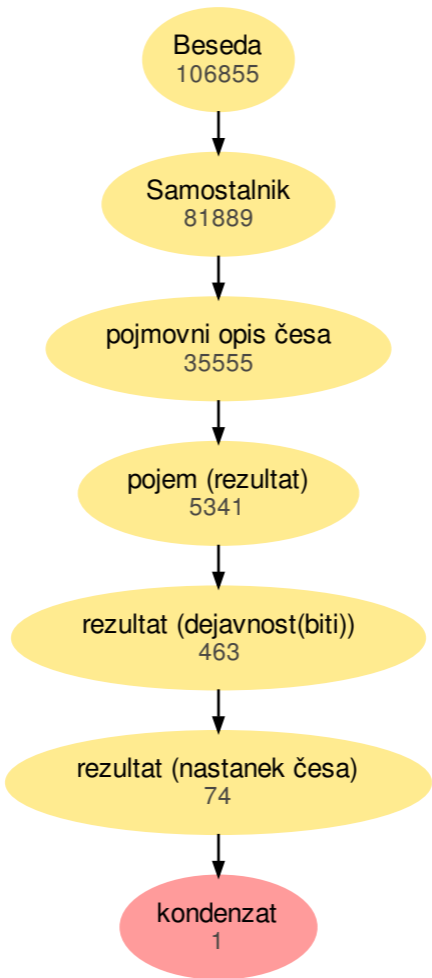 Beseda
106855
Samostalnik
81889
pojmovni opis česa
35555
pojem (rezultat)
5341
rezultat (dejavnost(biti))
463
rezultat (nastanek česa)
74
kondenzat
1